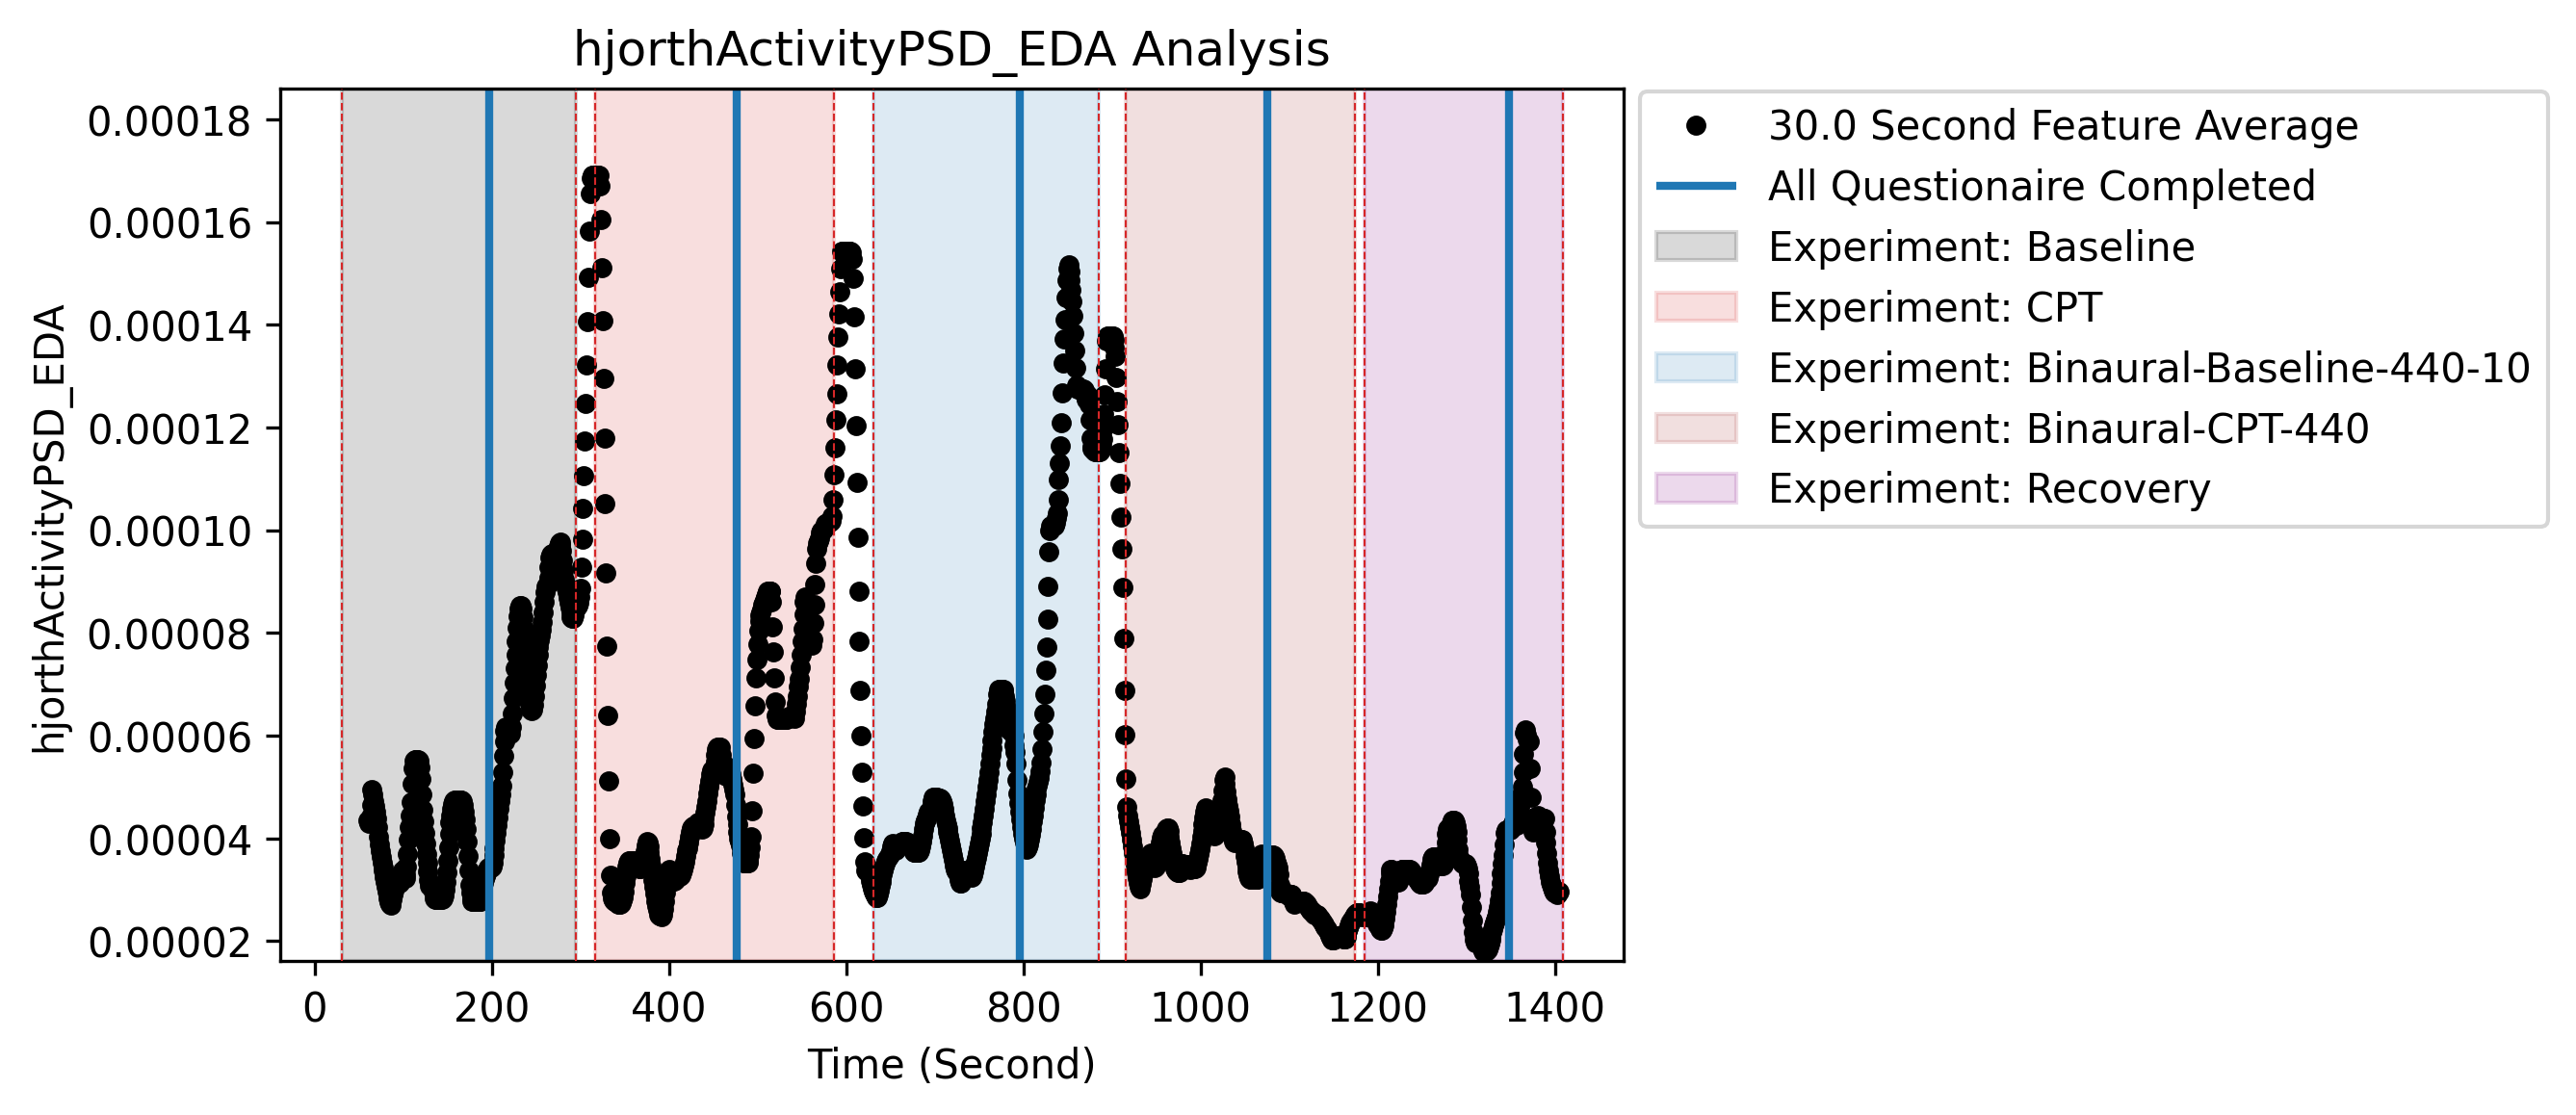 hjorthActivityPSD_EDA Analysis
hjorthActivityPSD_EDA
0.00018
0.00016
0.00014
0.00012
0.00010
0.00008
0.00006
0.00004
0.00002
0 200 400 600 800 1000 1200 1400
Time (Second)
30.0 Second Feature Average
All Questionaire Completed
Experiment: Baseline
Experiment: CPT
Experiment: Binaural-Baseline-440-10
Experiment: Binaural-CPT-440
Experiment: Recovery